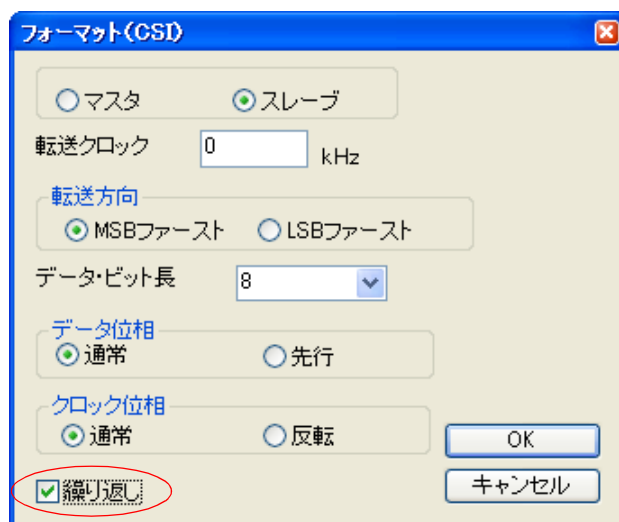 フォーマット(CSI)
マスタ スレーブ
転送クロック 0 kHz
転送方向
MSBファースト LSBファースト
データ・ビット長 8
データ位相
通常 先行
クロック位相
通常 反転
OK
繰り返し キャンセル